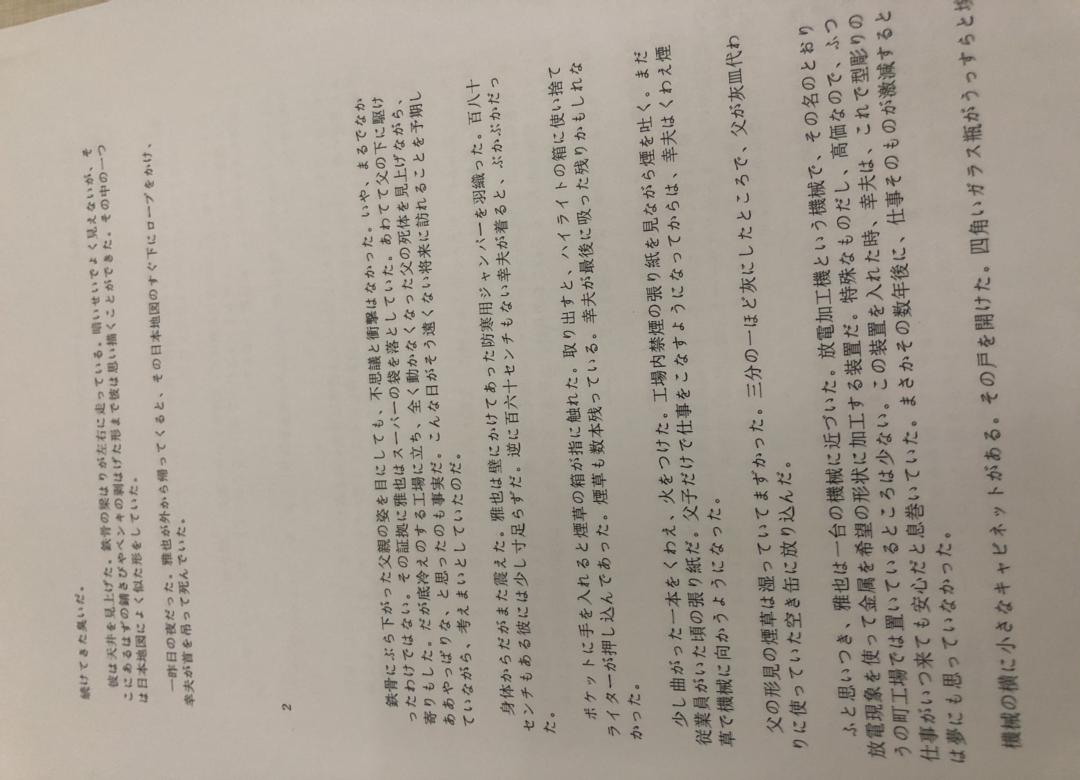 続けてきた臭いだ。
彼は天井を見上げた。鉄骨の梁はりが左右に走っている。暗いせいでよく見えないが、そ
こにあるはずの錆さびやペンキの剥はげた形まで彼は思い描くことができた。その中の一つ
は日本地図によく似た形をしていた。
一昨日の夜だった。雅也が外から帰ってくると、その日本地図のすぐ下にロープをかけ、
幸夫が首を吊って死んでいた。
2
鉄骨にぶら下がった父親の姿を目にしても、不思議と衝撃はなかった。いや、まるでなか
ったわけではない。その証拠に雅也はスーパーの袋を落としていた。あわてて父の下に駆け
寄りもした。だが底冷えのする工場に立ち、全く動かなくなった父の死体を見上げながら、
ああやっぱりな、と思ったのも事実だ。こんな日がそう遠くない将来に訪れることを予期し
ていながら、考えまいとしていたのだ。
身体からだがまた震えた。雅也は壁にかけてあった防寒用ジャンパーを羽織った。百八十
センチもある彼には少し寸足らずだ。逆に百六十センチもない幸夫が着ると、ぶかぶかだっ
た。
ポケットに手を入れると煙草の箱が指に触れた。取り出すと、ハイライトの箱に使い捨て
ライターが押し込んであった。煙草も数本残っている。幸夫が最後に吸った残りかもしれな
かった。
少し曲がった一本をくわえ、火をつけた。工場内禁煙の張り紙を見ながら煙を吐く。まだ
従業員がいた頃の張り紙だ。父子だけで仕事をこなすようになってからは、幸夫はくわえ煙
草で機械に向かうようになった。
父の形見の煙草は湿っていてまずかった。三分の一ほど灰にしたところで、父が灰皿代わ
りに使っていた空き缶に放り込んだ。
ふと思いつき、雅也は一台の機械に近づいた。放電加工機という機械で、その名のとおり
放電現象を使って金属を希望の形状に加工する装置だ。特殊なものだし、高価なので、ふつ
うの町工場では置いているところは少ない。この装置を入れた時、幸夫は、これで型彫りの
仕事がいつ来ても安心だと息巻いていた。まさかその数年後に、仕事そのものが激減すると
は夢にも思っていなかった。
機械の横に小さなキャビネットがある。その戸を開けた。四角いガラス瓶がうっすらと埃